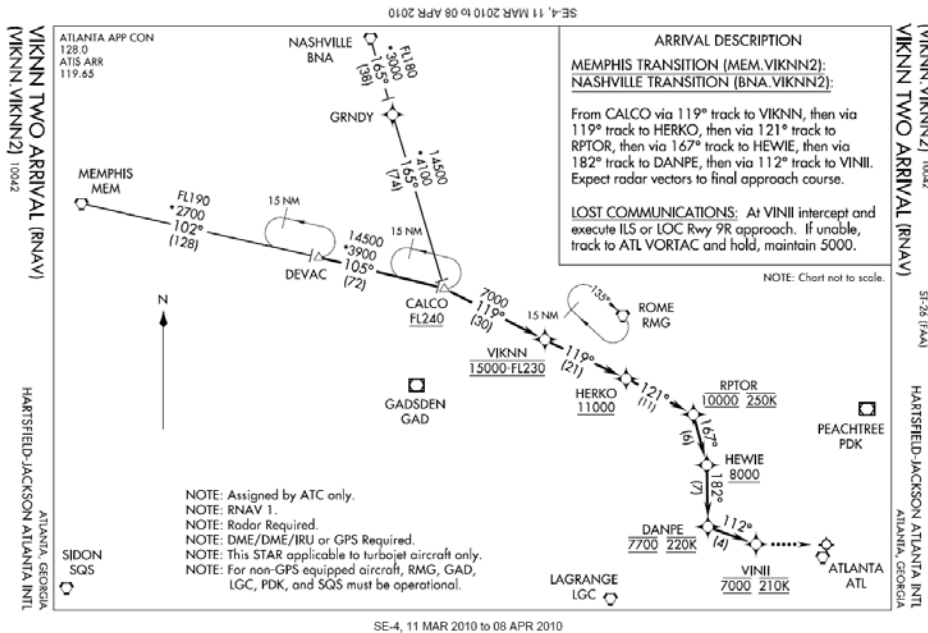 SE-4, 11 MAR 2010 to 08 APR 2010
(VIKNN.VIKNN2) 10042
VIKNN TWO ARRIVAL (RNAV)
ST-26 (FAA)
HARTSFIELD-JACKSON ATLANTA INTL
ATLANTA, GEORGIA
VIKNN TWO ARRIVAL (RNAV)
(VIKNN.VIKNN2) 10042
HARTSFIELD-JACKSON ATLANTA INTL
ATLANTA, GEORGIA
ATLANTA APP CON
128.0
ATIS ARR
119.65
NASHVILLE
BNA
FL180
*3000
165°
(38)
GRNDY
14500
*4100
165°
(74)
MEMPHIS
MEM
FL190
*2700
102°
(128)
15 NM
DEVAC
14500
*3900
105°
(72)
15 NM
CALCO
FL240
7000
119°
(30)
15 NM
135°
ROME
RMG
VIKNN
15000-FL230
119°
(21)
HERKO
11000
121°
(11)
RPTOR
10000 250K
167°
(6)
HEWIE
8000
182°
(7)
DANPE
7700 220K
112°
(4)
VINII
7000 210K
ATLANTA
ATL
PEACHTREE
PDK
GADSDEN
GAD
LAGRANGE
LGC
SIDON
SQS
N
ARRIVAL DESCRIPTION
MEMPHIS TRANSITION (MEM.VIKNN2):
NASHVILLE TRANSITION (BNA.VIKNN2):
From CALCO via 119° track to VIKNN, then via
119° track to HERKO, then via 121° track to
RPTOR, then via 167° track to HEWIE, then via
182° track to DANPE, then via 112° track to VINII.
Expect radar vectors to final approach course.
LOST COMMUNICATIONS: At VINII intercept and
execute ILS or LOC Rwy 9R approach. If unable,
track to ATL VORTAC and hold, maintain 5000.
NOTE: Chart not to scale.
NOTE: Assigned by ATC only.
NOTE: RNAV 1.
NOTE: Radar Required.
NOTE: DME/DME/IRU or GPS Required.
NOTE: This STAR applicable to turbojet aircraft only.
NOTE: For non-GPS equipped aircraft, RMG, GAD,
LGC, PDK, and SQS must be operational.
SE-4, 11 MAR 2010 to 08 APR 2010